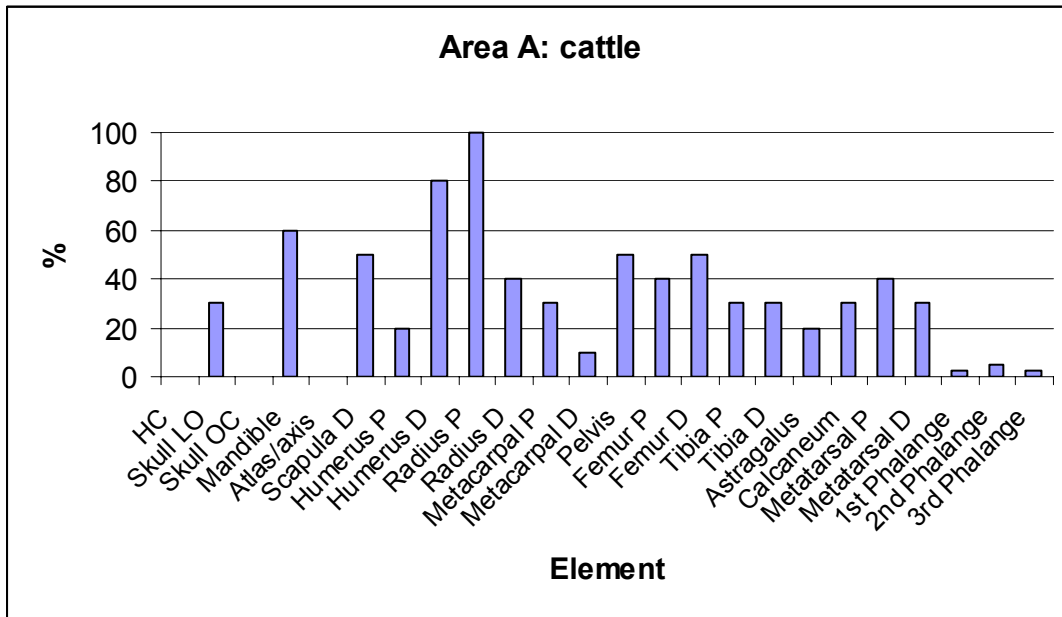 Area A: cattle
%
100
80
60
40
20
0
HC
Skull LO
Skull OC
Mandible
Atlas/axis
Scapula D
Humerus P
Humerus D
Radius P
Radius D
Metacarpal P
Metacarpal D
Pelvis
Femur P
Femur D
Tibia P
Tibia D
Astragalus
Calcaneum
Metatarsal P
Metatarsal D
1st Phalange
2nd Phalange
3rd Phalange
Element